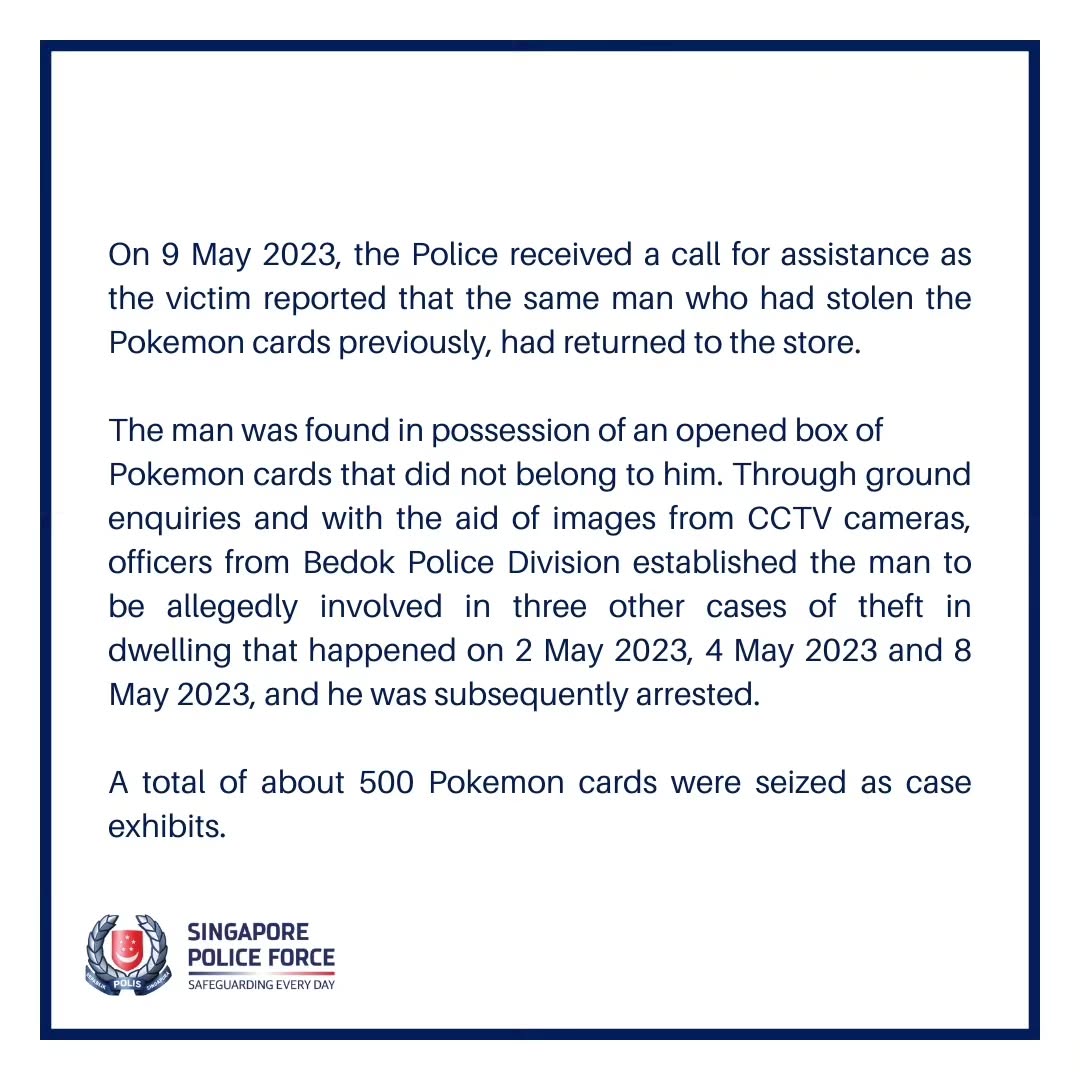 On 9 May 2023, the Police received a call for assistance as
the victim reported that the same man who had stolen the
Pokemon cards previously, had returned to the store.
The man was found in possession of an opened box of
Pokemon cards that did not belong to him. Through ground
enquiries and with the aid of images from CCTV cameras,
officers from Bedok Police Division established the man to
be allegedly involved in three other cases of theft in
dwelling that happened on 2 May 2023, 4 May 2023 and 8
May 2023, and he was subsequently arrested.
A total of about 500 Pokemon cards were seized as case
exhibits.
REPUBLIK POLIS SINGAPURA
SINGAPORE
POLICE FORCE
SAFEGUARDING EVERY DAY